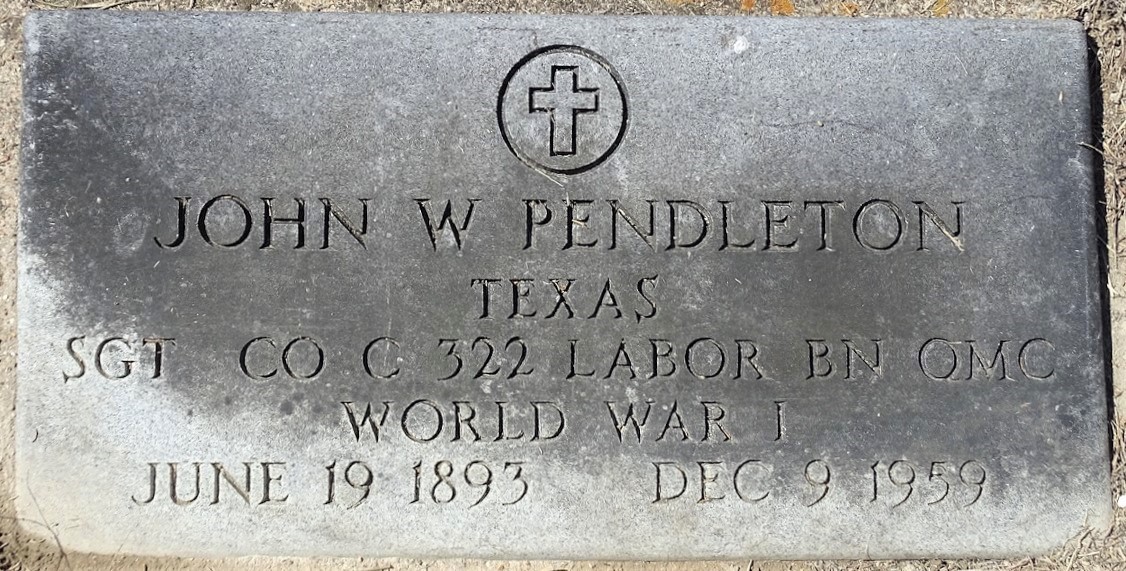 JOHN W PENDLETON
TEXAS
SGT CO C 322 LABOR BN QMC
WORLD WAR I
JUNE 19 1893 DEC 9 1959